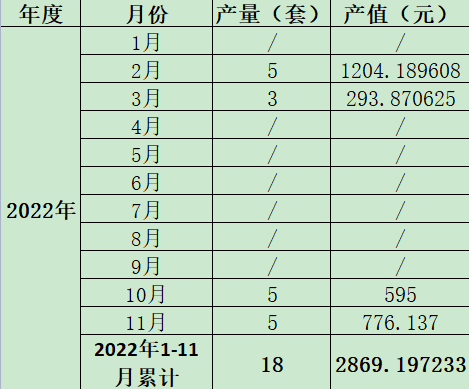 年度 月份 产量（套） 产值（元）
2022年
1月 / /
2月 5 1204.189608
3月 3 293.870625
4月 / /
5月 / /
6月 / /
7月 / /
8月 / /
9月 / /
10月 5 595
11月 5 776.137
2022年1-11
月累计 18 2869.197233